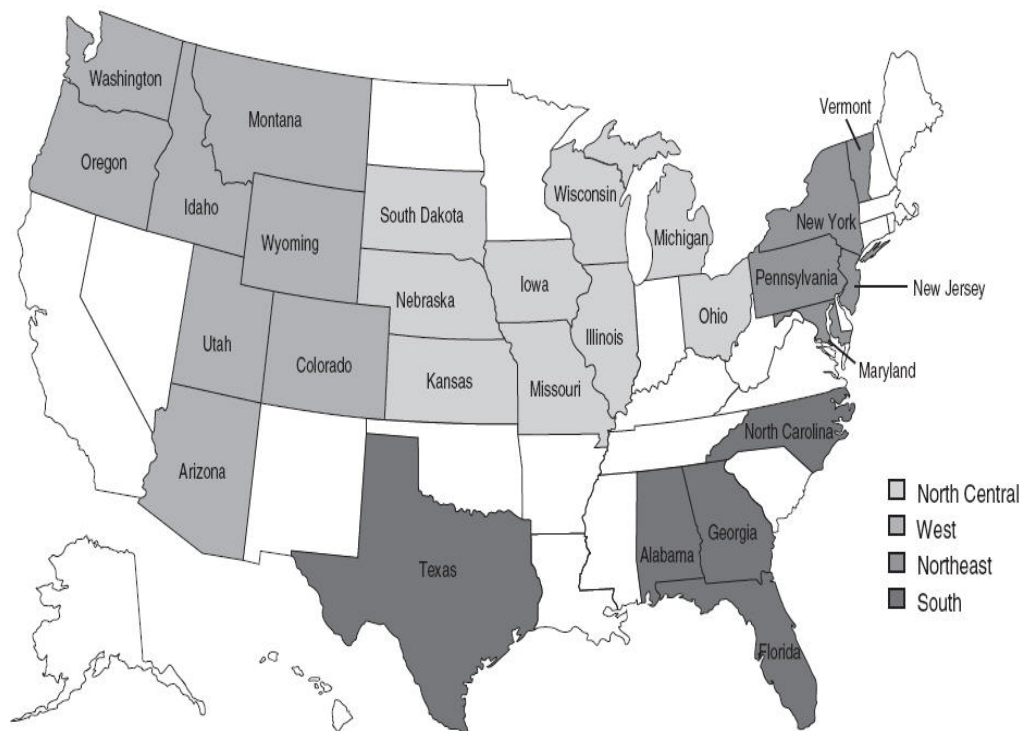 Washington
Montana
Vermont
Oregon
Idaho
South Dakota
Wisconsin
New York
Wyoming
Michigan
Pennsylvania
Nebraska
Iowa
New Jersey
Ohio
Illinois
Utah
Colorado
Maryland
Kansas
Missouri
North Carolina
Arizona
North Central
West
Georgia
Alabama
Texas
Northeast
South
Florida